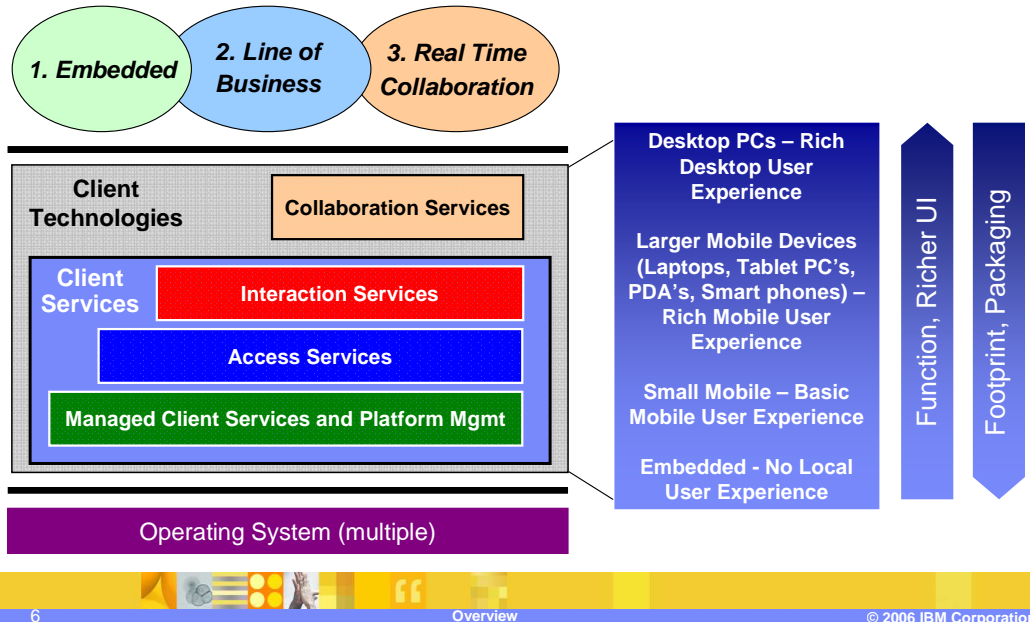 1. Embedded
2. Line of
Business
3. Real Time
Collaboration
Client
Technologies
Collaboration Services
Client
Services
Interaction Services
Access Services
Managed Client Services and Platform Mgmt
Operating System (multiple)
Desktop PCs – Rich
Desktop User
Experience
Larger Mobile Devices
(Laptops, Tablet PC's,
PDA's, Smart phones) –
Rich Mobile User
Experience
Small Mobile – Basic
Mobile User Experience
Embedded - No Local
User Experience
Function, Richer UI
Footprint, Packaging
6
Overview
© 2006 IBM Corporation